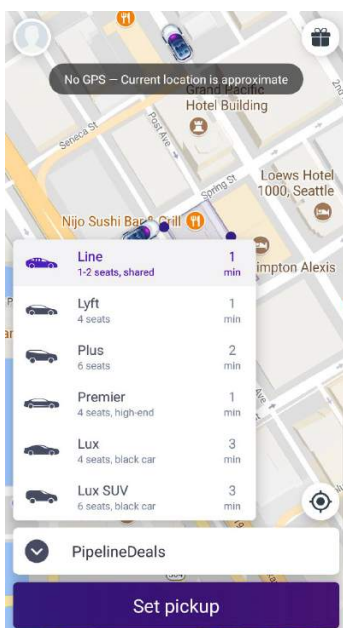 No GPS — Current location is approximate
Grand Pacific
Hotel Building
2nd
Seneca St
Post Ave
Spring St
Loews Hotel
1000, Seattle
Nijo Sushi Bar & Grill
impton Alexis
Line
1-2 seats, shared
1
min
Lyft
4 seats
1
min
Plus
6 seats
2
min
Premier
4 seats, high-end
1
min
Lux
4 seats, black car
3
min
Lux SUV
6 seats, black car
3
min
Ave
PipelineDeals
Set pickup